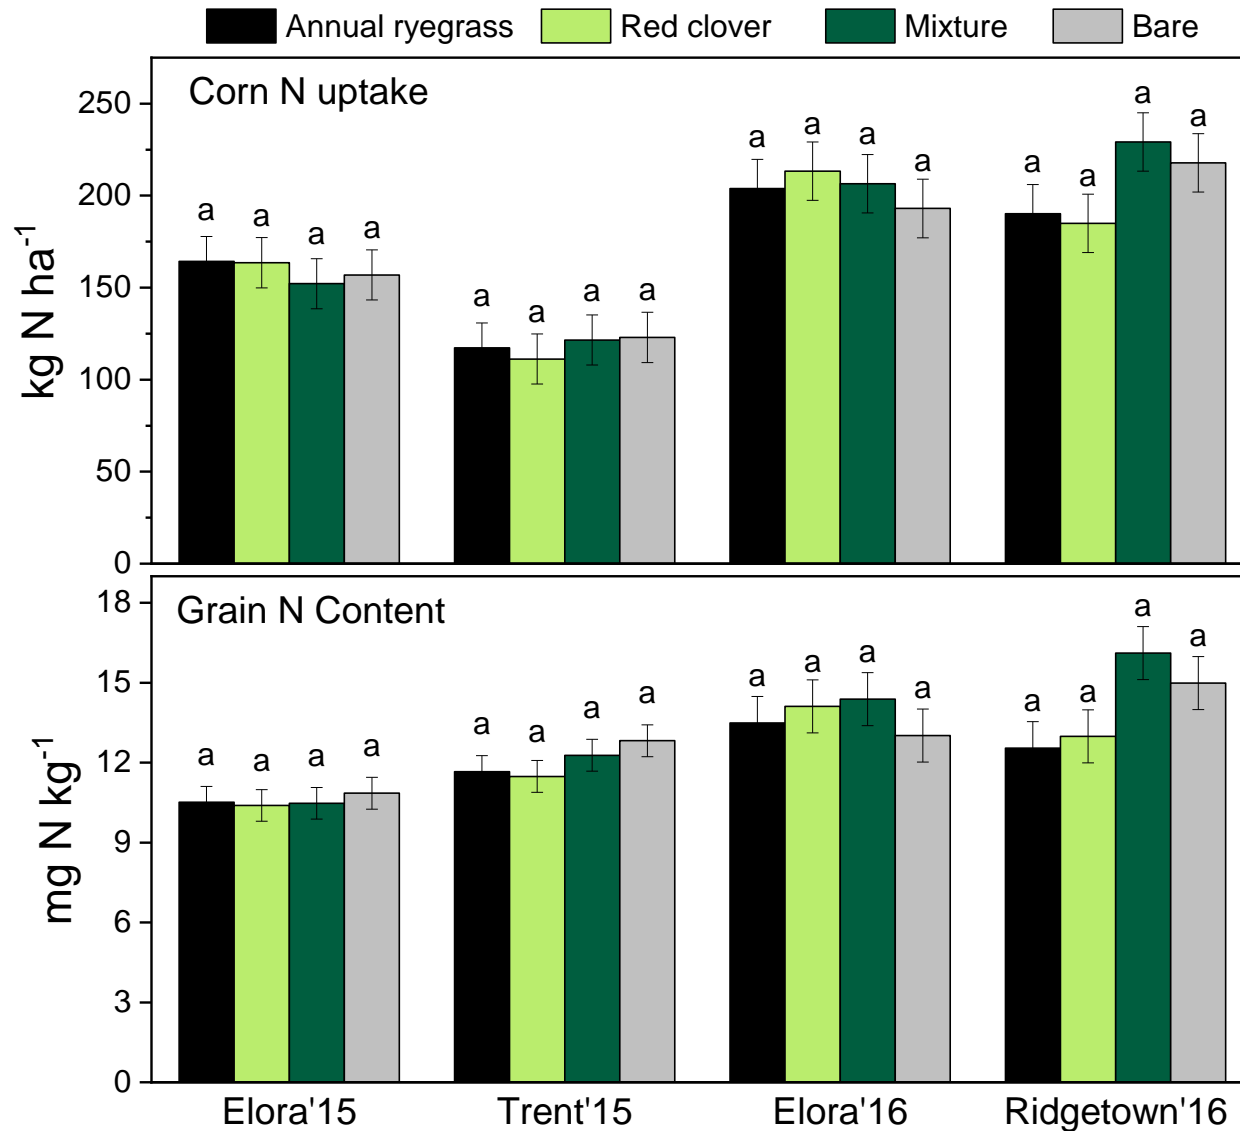 Annual ryegrass Red clover Mixture Bare
Corn N uptake
250
200
150
100
50
0
kg N ha⁻¹
a a a a a a a a a a a a a a a a
Grain N Content
18
15
12
9
6
3
0
mg N kg⁻¹
a a a a a a a a a a a a a a a a
Elora'15 Trent'15 Elora'16 Ridgetown'16